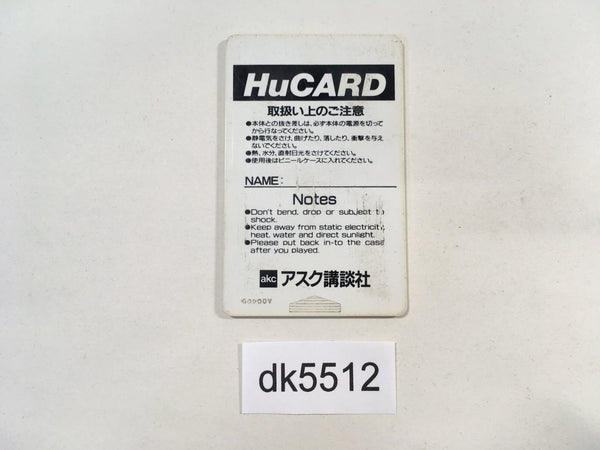 HuCARD
取扱い上のご注意
●本体との抜き差しは、必ず本体の電源を切って
から行なってください。
●静電気をさけ、曲げたり、落したり、衝撃を与え
ないでください。
●熱、水分、直射日光をさけてください。
●使用後はビニールケースに入れてください。
NAME:
Notes
●Don't bend, drop or subject to
shock.
●Keep away from static electricity,
heat, water and direct sunlight.
●Please put back in-to the case
after you played.
akc アスク講談社
dk5512